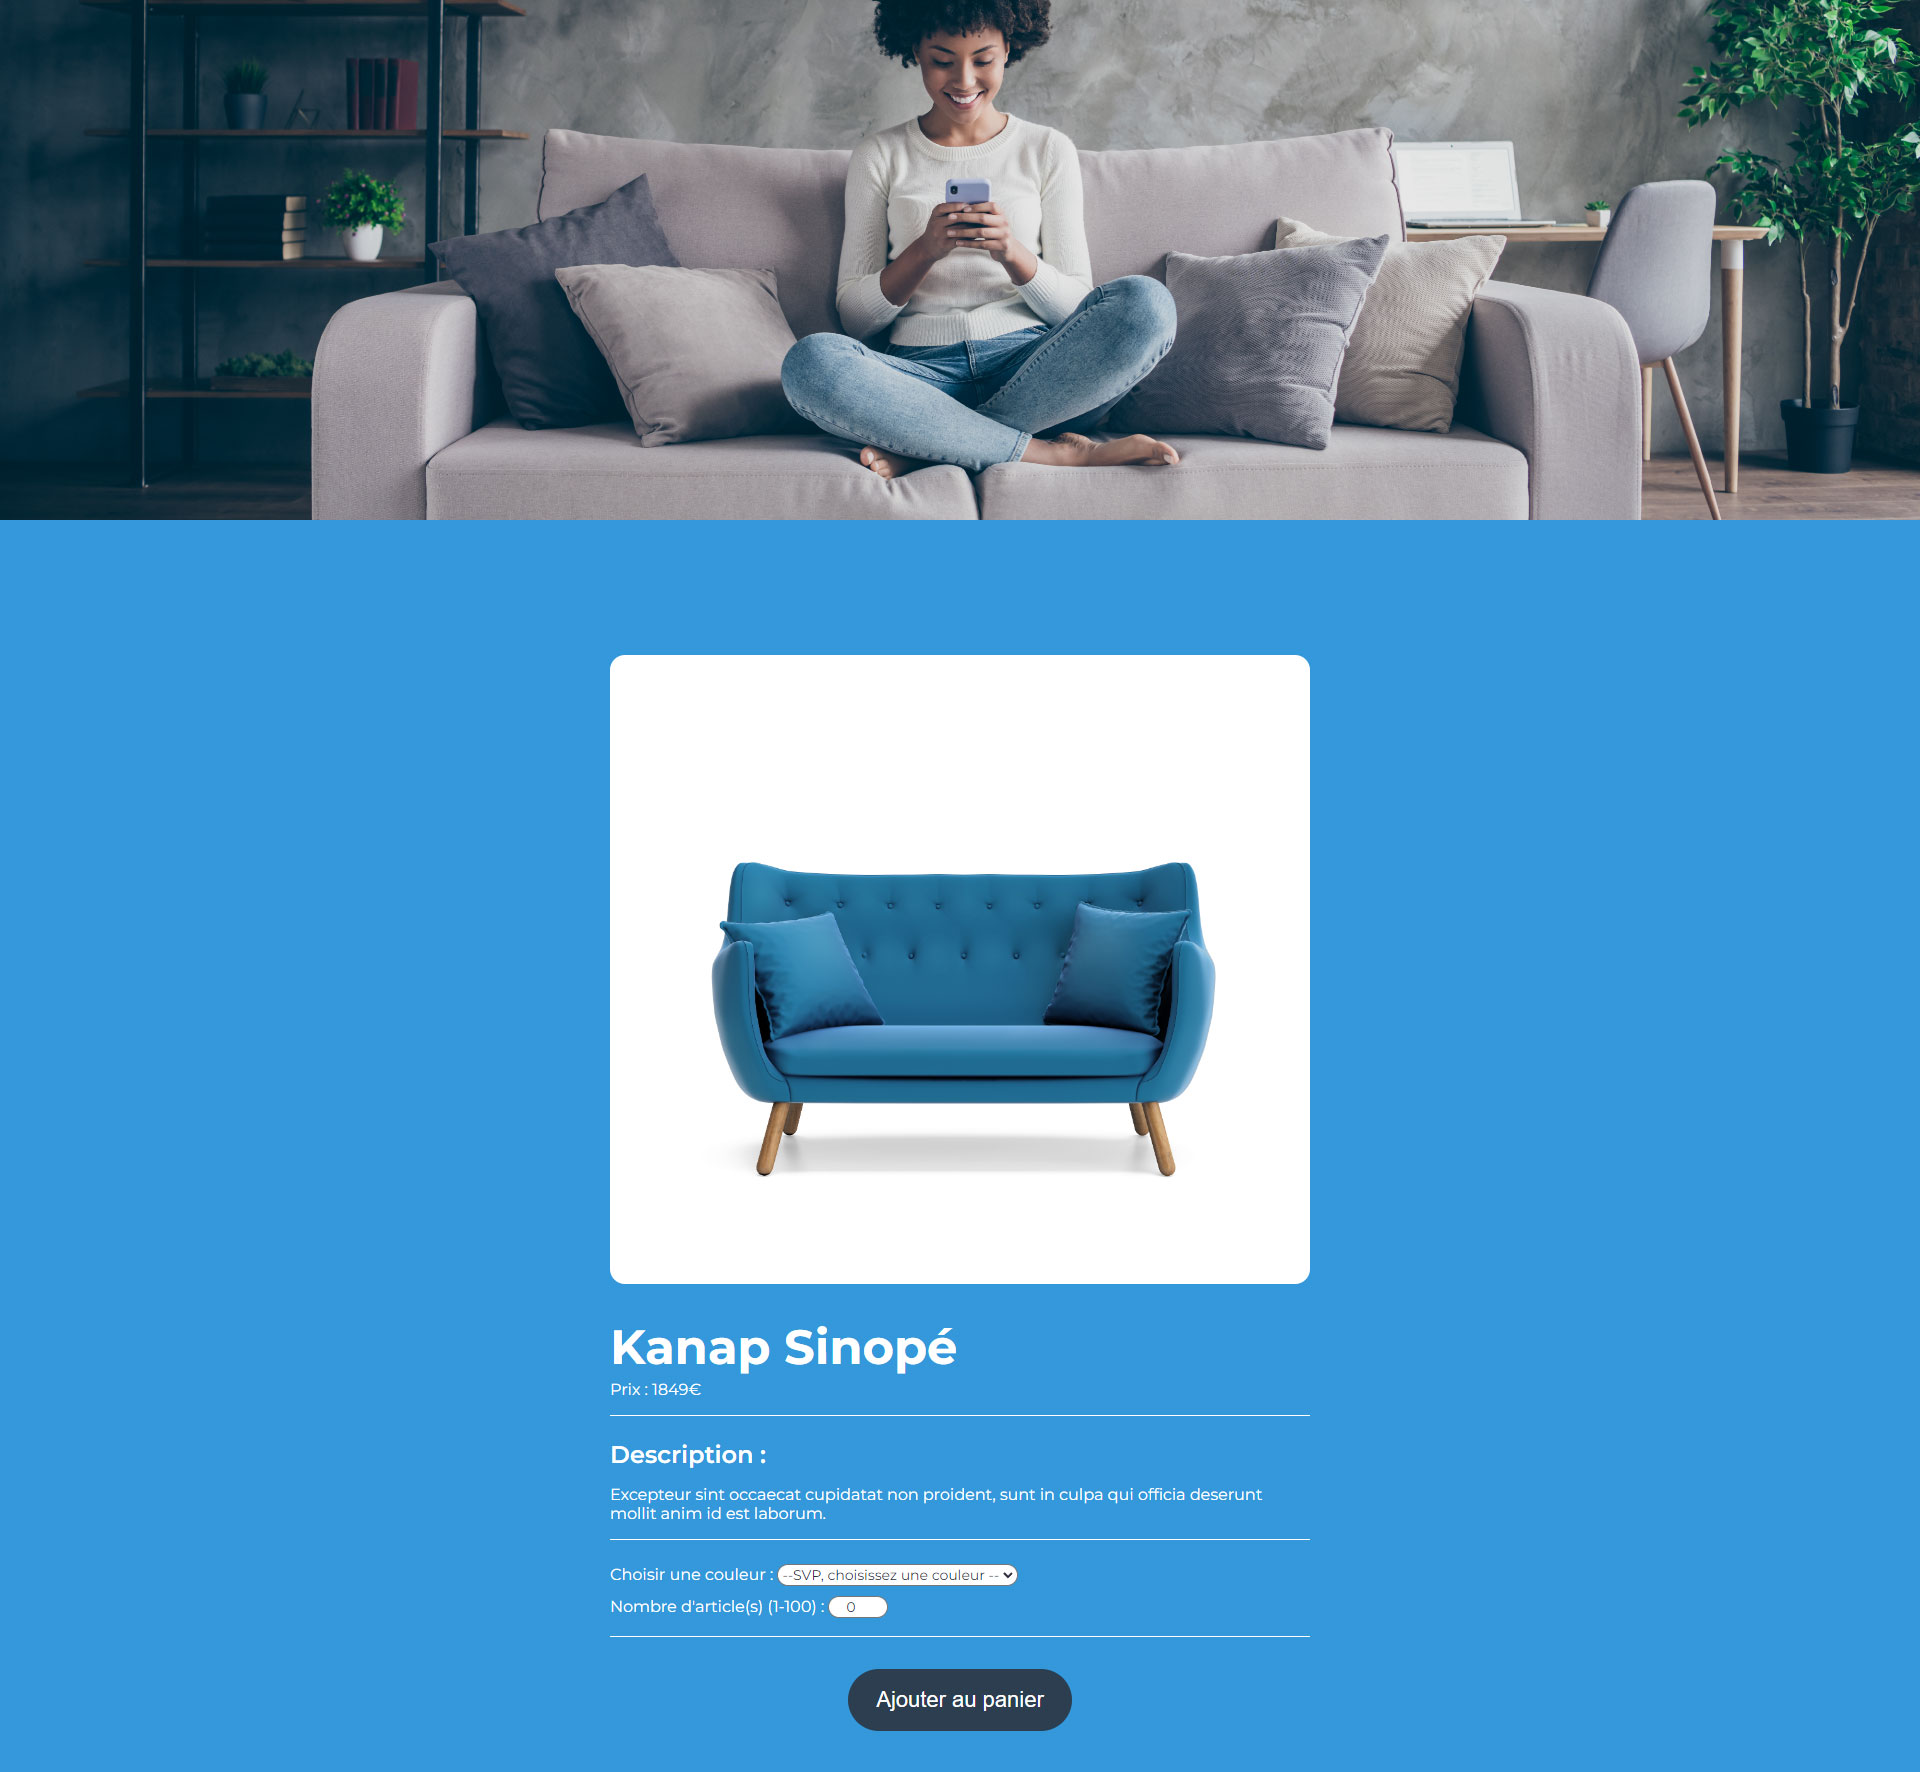 Kanap Sinopé
Prix : 1849€
Description :
Excepteur sint occaecat cupidatat non proident, sunt in culpa qui officia deserunt
mollit anim id est laborum.
Choisir une couleur : --SVP, choisissez une couleur --
Nombre d'article(s) (1-100) : 0
Ajouter au panier